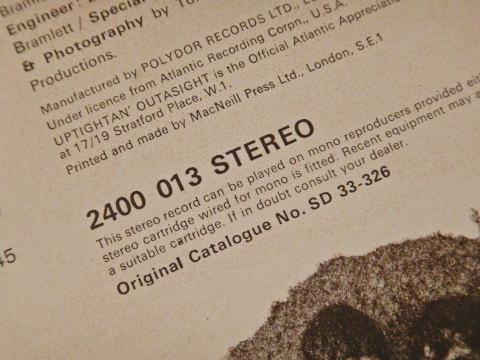 Engineer:
Bramlett / Special
& Photography by
Productions.
Manufactured by POLYDOR RECORDS LTD.,
Under licence from Atlantic Recording Corpn., U.S.A.
UPTIGHTAN' OUTASIGHT is the Official Atlantic Appreciation
at 17/19 Stratford Place, W.1.
Printed and made by MacNeill Press Ltd., London, S.E.1
2400 013 STEREO
This stereo record can be played on mono reproducers provided
stereo cartridge wired for mono is fitted. Recent equipment may
a suitable cartridge. If in doubt consult your dealer.
Original Catalogue No. SD 33-326
45